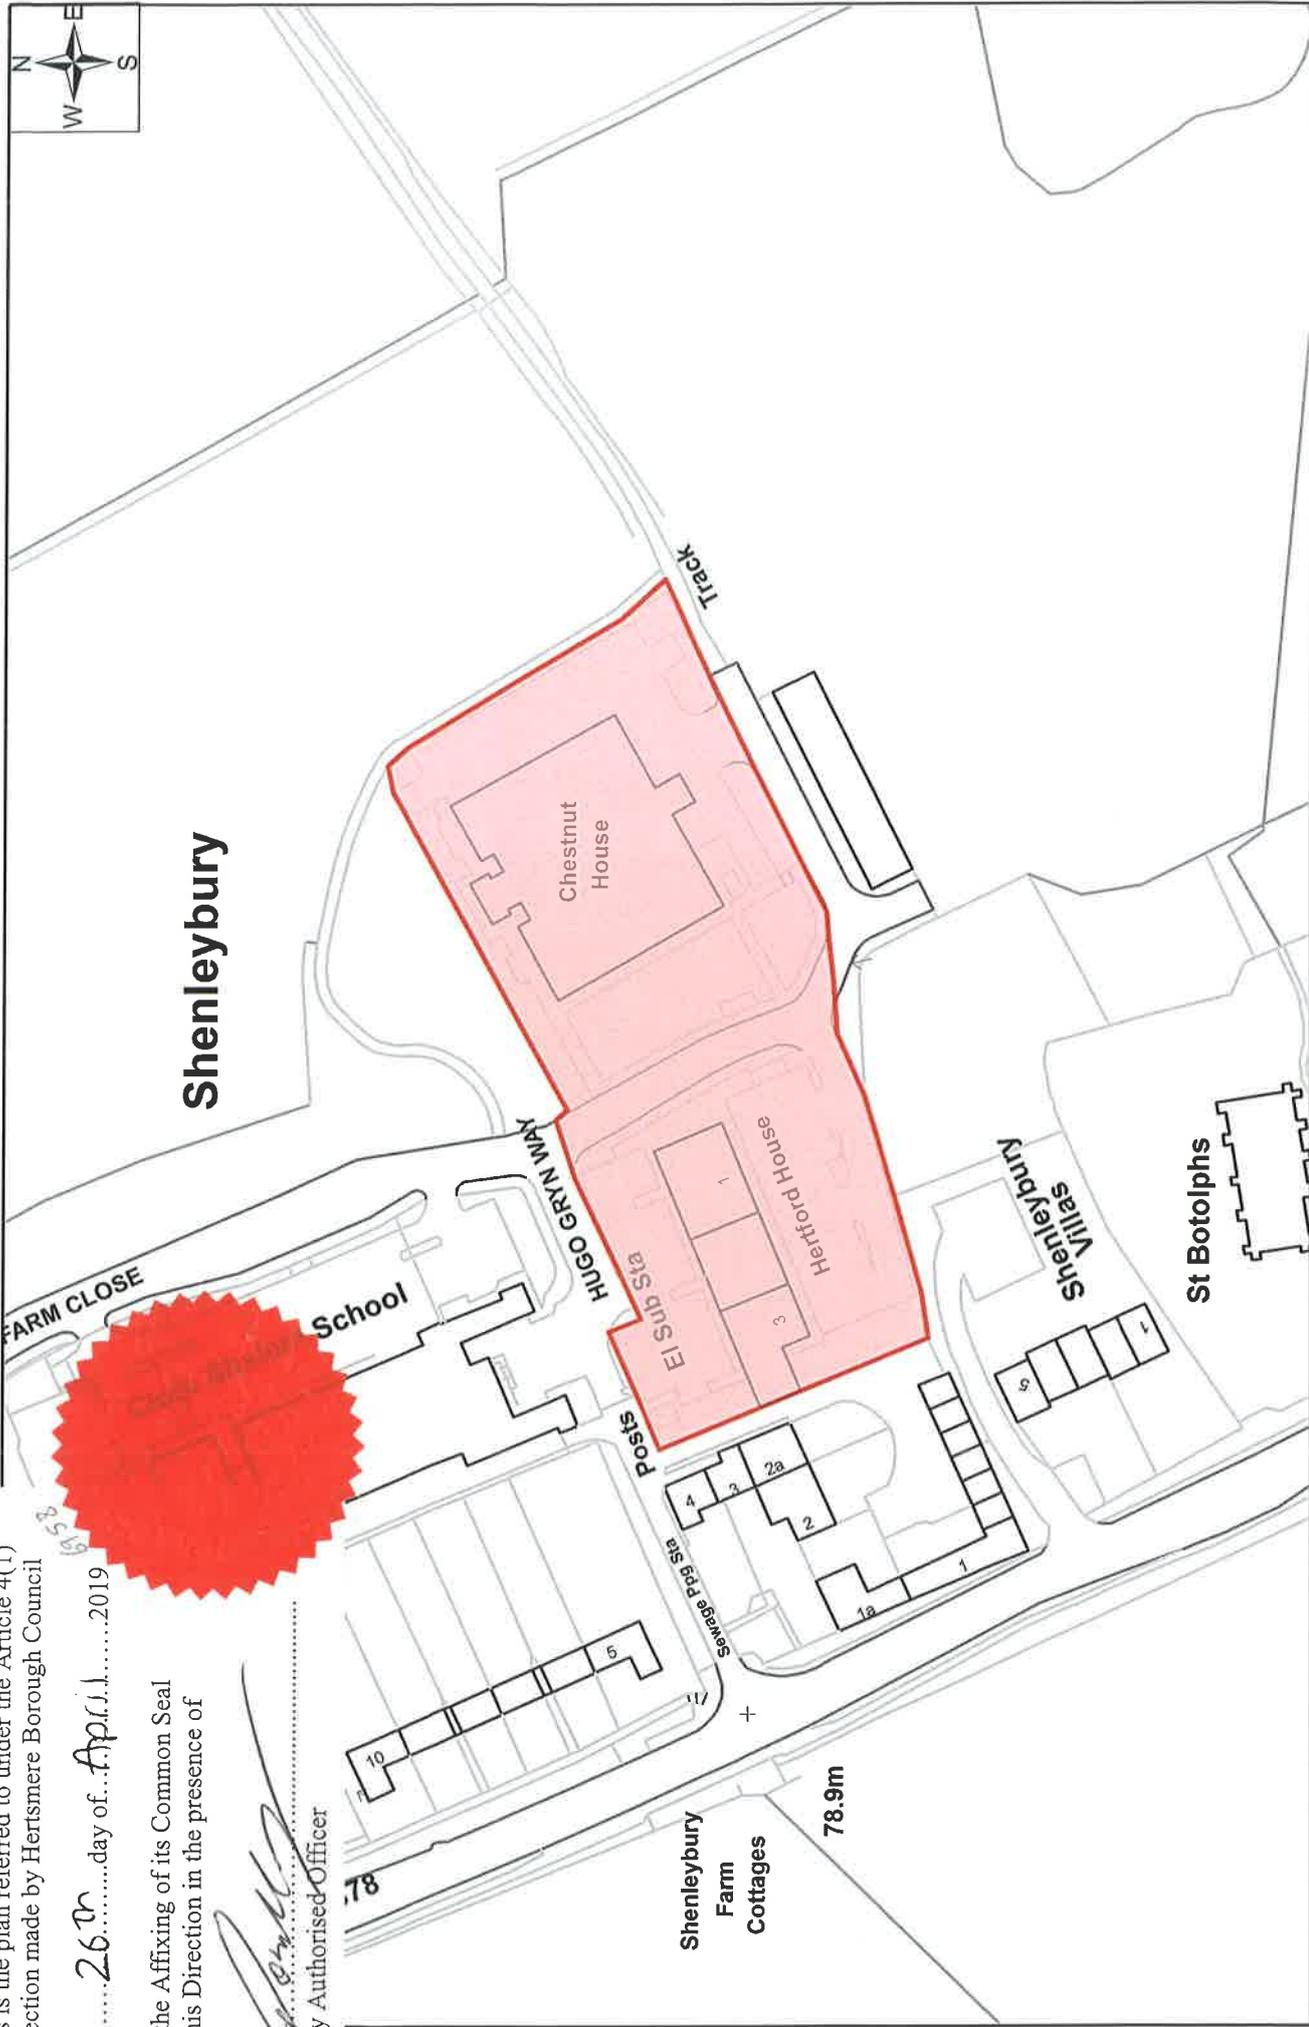 is the plan referred to under the Article 4(1)
ection made by Hertsmere Borough Council
.....26th.......day of...April......2019
he Affixing of its Common Seal
his Direction in the presence of
y Authorised Officer
6958
N
E
S
W
FARM CLOSE
School
Shenleybury
HUGO GRYN WAY
Chestnut
House
Track
Posts
El Sub Sta
1
3
Hertford House
Sewage Ppg Sta
4
3
2a
2
1a
1
10
5
78
Shenleybury
Farm
Cottages
78.9m
Shenleybury
Villas
5
1
St Botolphs